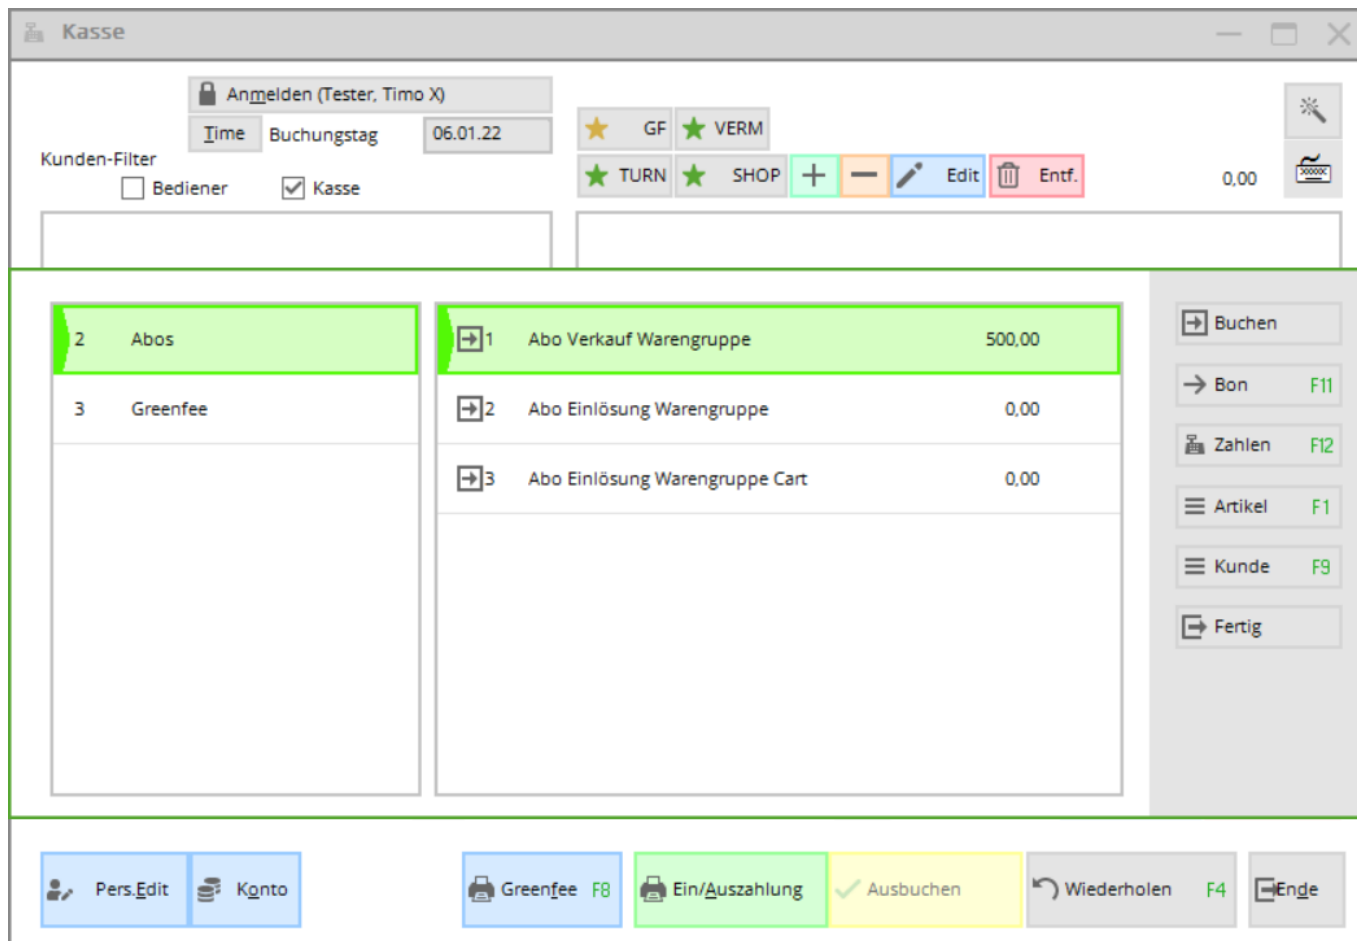 Kasse
Anmelden (Tester, Timo X)
Time Buchungstag 06.01.22
GF VERM
Kunden-Filter
Bediener Kasse
TURN SHOP Edit Entf. 0,00
2 Abos
1 Abo Verkauf Warengruppe 500,00
3 Greenfee
2 Abo Einlösung Warengruppe 0,00
3 Abo Einlösung Warengruppe Cart 0,00
Buchen
Bon F11
Zahlen F12
Artikel F1
Kunde F9
Fertig
Pers.Edit Konto Greenfee F8 Ein/Auszahlung Ausbuchen Wiederholen F4 Ende